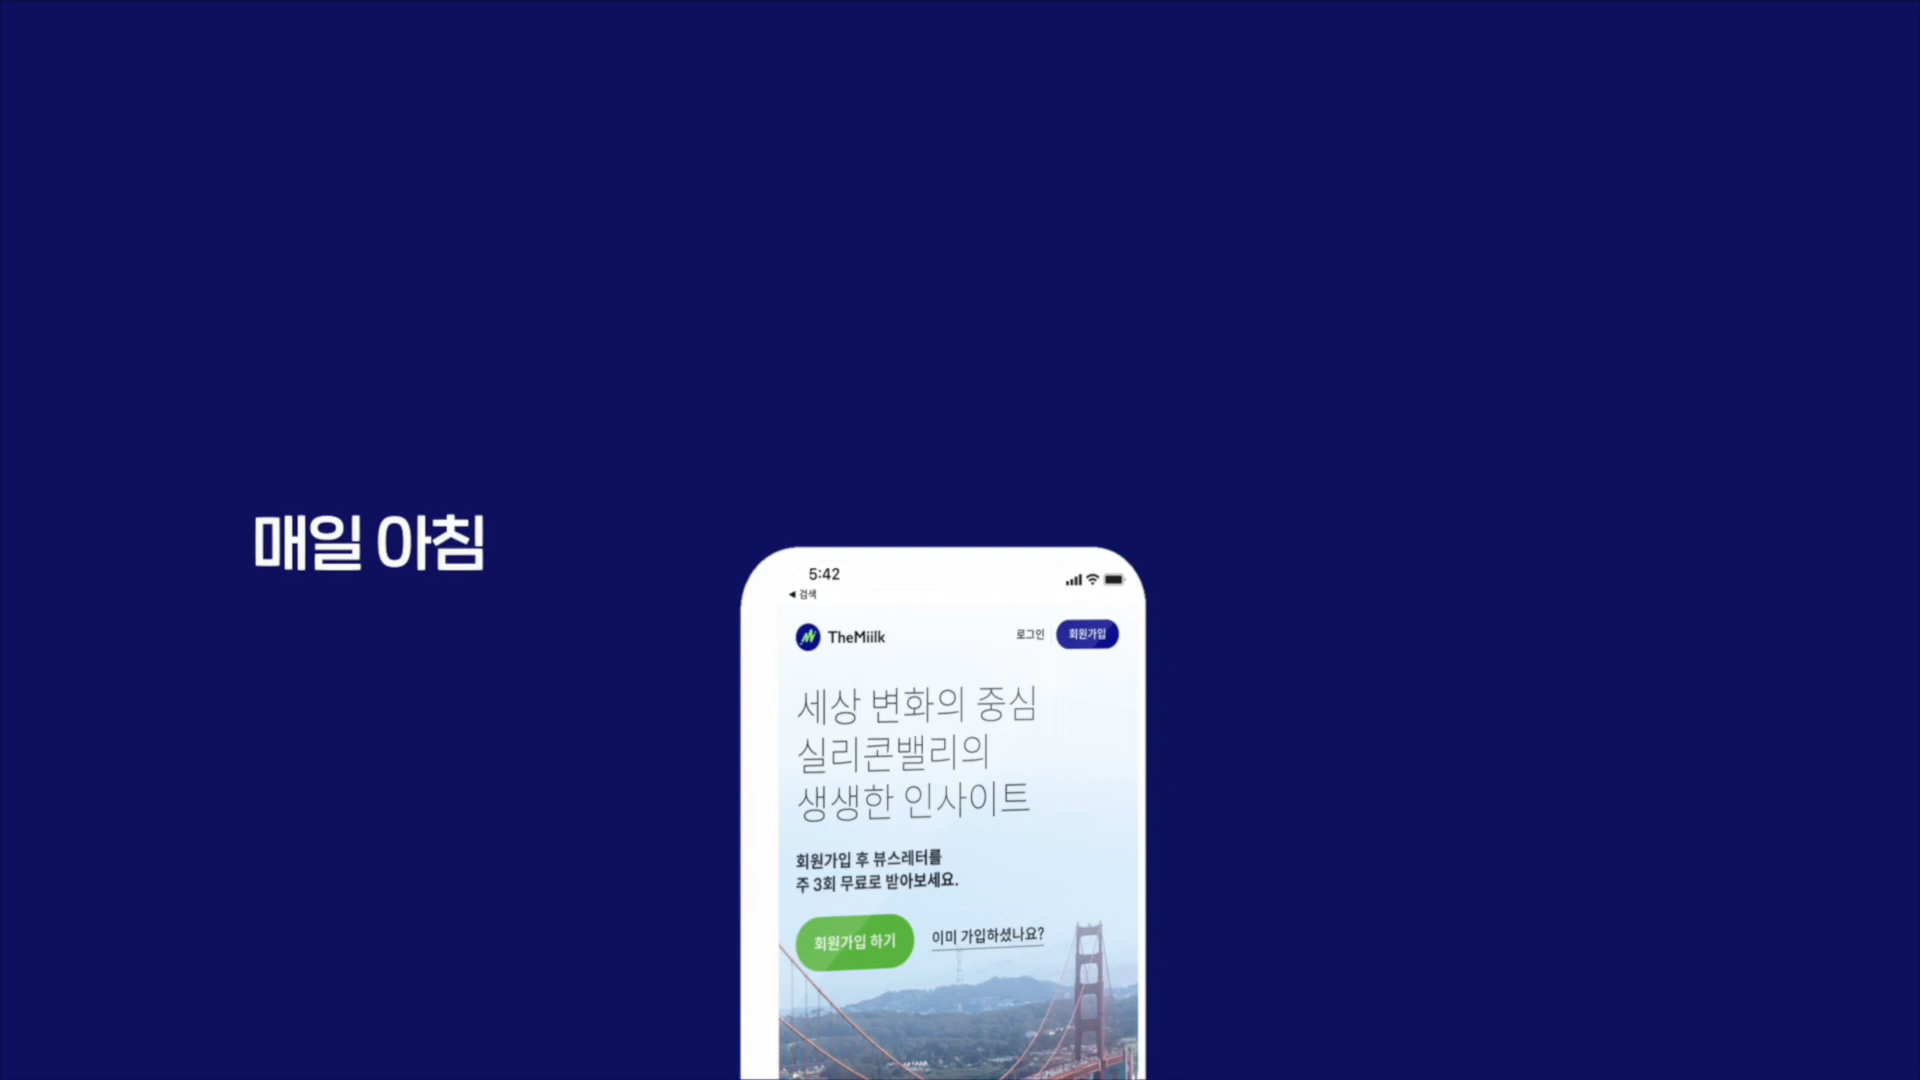 매일 아침
5:42
◀ 검색
TheMiilk
로그인
회원가입
세상 변화의 중심
실리콘밸리의
생생한 인사이트
회원가입 후 뷰스레터를
주 3회 무료로 받아보세요.
회원가입 하기
이미 가입하셨나요?